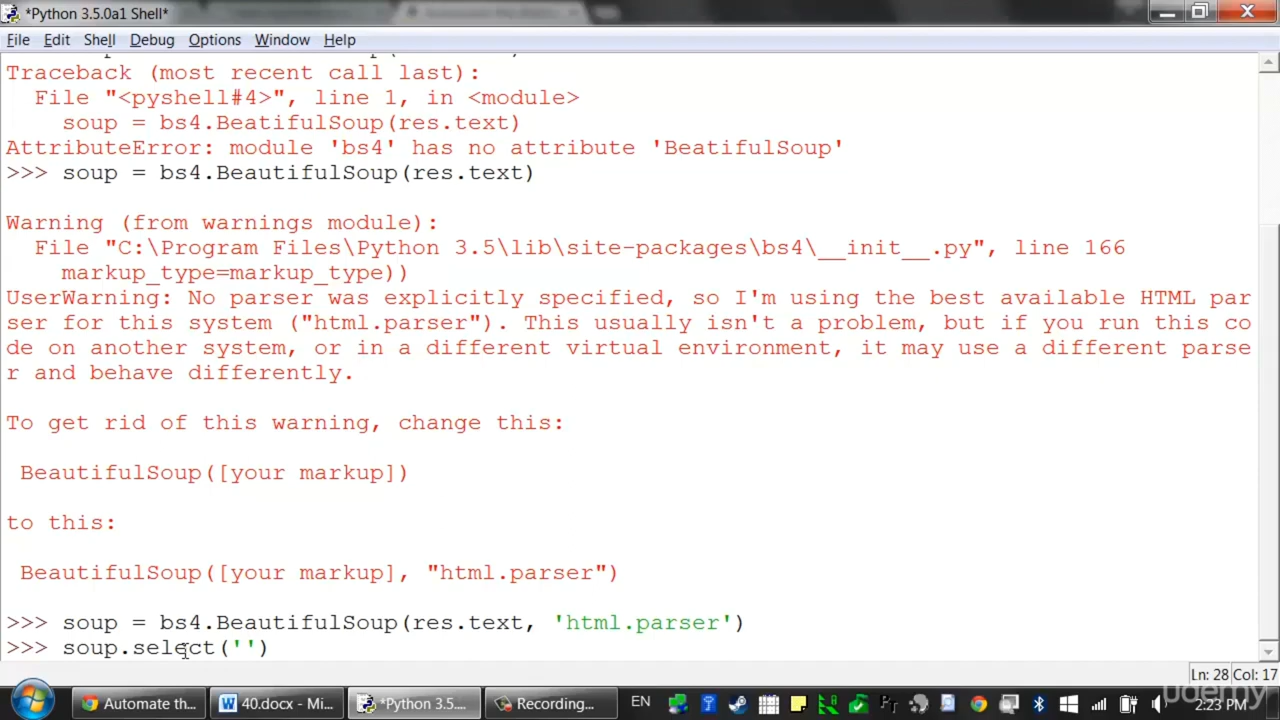 *Python 3.5.0a1 Shell*
File Edit Shell Debug Options Window Help
Traceback (most recent call last):
File "<pyshell#4>", line 1, in <module>
soup = bs4.BeatifulSoup(res.text)
AttributeError: module 'bs4' has no attribute 'BeatifulSoup'
>>> soup = bs4.BeautifulSoup(res.text)
Warning (from warnings module):
File "C:\Program Files\Python 3.5\lib\site-packages\bs4\__init__.py", line 166
markup_type=markup_type))
UserWarning: No parser was explicitly specified, so I'm using the best available HTML par
ser for this system ("html.parser"). This usually isn't a problem, but if you run this co
de on another system, or in a different virtual environment, it may use a different parse
r and behave differently.
To get rid of this warning, change this:
BeautifulSoup([your markup])
to this:
BeautifulSoup([your markup], "html.parser")
>>> soup = bs4.BeautifulSoup(res.text, 'html.parser')
>>> soup.select('')
Ln: 28 Col: 17
Automate th... 40.docx - Mi... *Python 3.5.... Recording... EN 2:23 PM
udemy